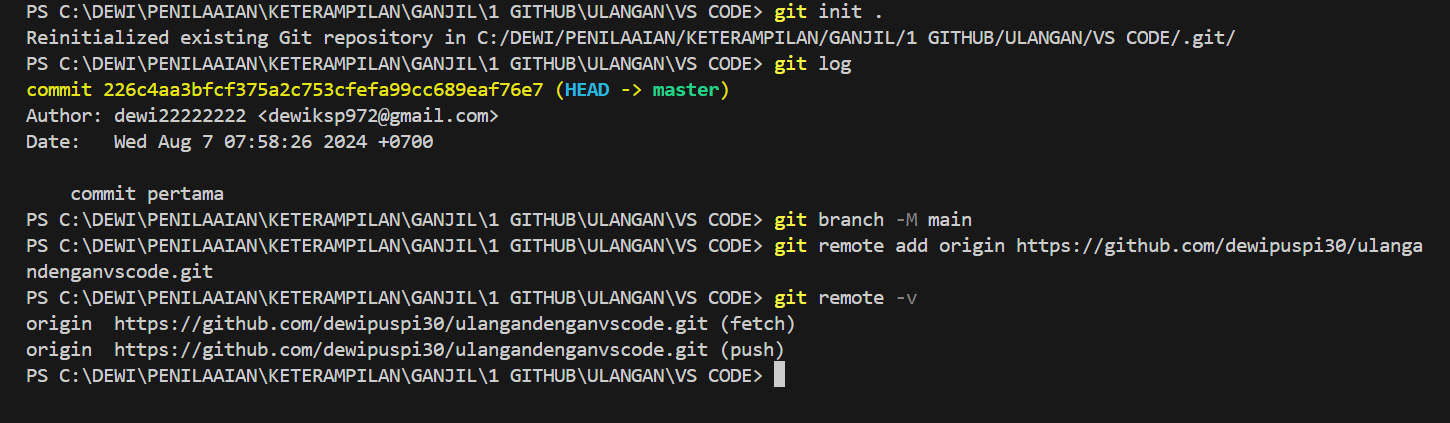 PS C:\DEWI\PENILAAIAN\KETERAMPILAN\GANJIL\1 GITHUB\ULANGAN\VS CODE> git init .
Reinitialized existing Git repository in C:/DEWI/PENILAAIAN/KETERAMPILAN/GANJIL/1 GITHUB/ULANGAN/VS CODE/.git/
PS C:\DEWI\PENILAAIAN\KETERAMPILAN\GANJIL\1 GITHUB\ULANGAN\VS CODE> git log
commit 226c4aa3bfcf375a2c753cfefa99cc689eaf76e7 (HEAD -> master)
Author: dewi22222222 <dewiksp972@gmail.com>
Date:   Wed Aug 7 07:58:26 2024 +0700

    commit pertama
PS C:\DEWI\PENILAAIAN\KETERAMPILAN\GANJIL\1 GITHUB\ULANGAN\VS CODE> git branch -M main
PS C:\DEWI\PENILAAIAN\KETERAMPILAN\GANJIL\1 GITHUB\ULANGAN\VS CODE> git remote add origin https://github.com/dewipuspi30/ulanga
ndenganvscode.git
PS C:\DEWI\PENILAAIAN\KETERAMPILAN\GANJIL\1 GITHUB\ULANGAN\VS CODE> git remote -v
origin  https://github.com/dewipuspi30/ulangandenganvscode.git (fetch)
origin  https://github.com/dewipuspi30/ulangandenganvscode.git (push)
PS C:\DEWI\PENILAAIAN\KETERAMPILAN\GANJIL\1 GITHUB\ULANGAN\VS CODE>